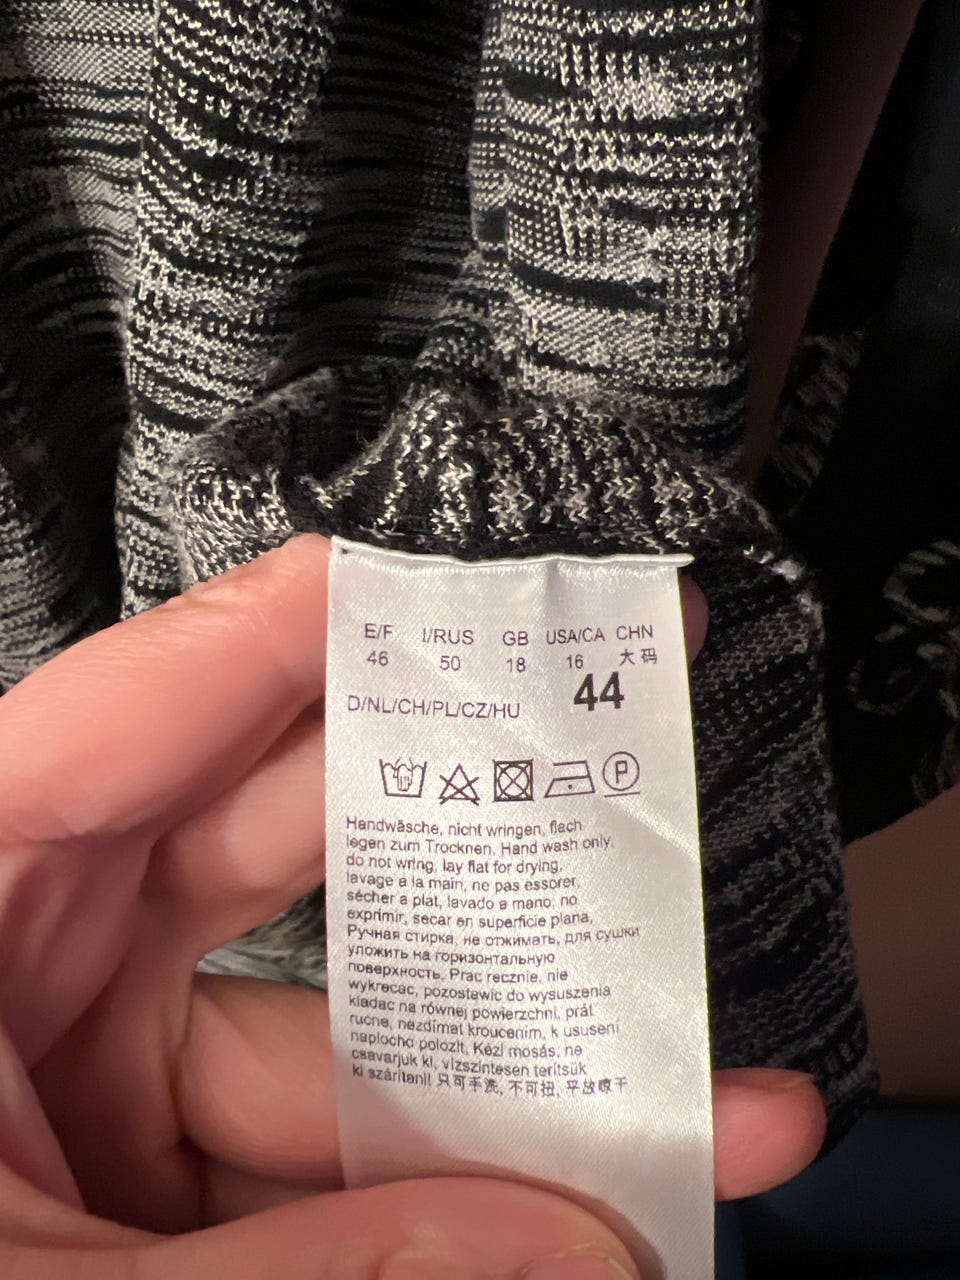 E/F I/RUS GB USA/CA CHN
46 50 18 16 大码
D/NL/CH/PL/CZ/HU 44
P
Handwäsche, nicht wringen, flach
legen zum Trocknen, Hand wash only,
do not wring, lay flat for drying,
lavage a la main, ne pas essorer,
sécher a plat, lavado a mano, no
exprimir, secar en superficie plana,
Ручная стирка, не отжимать, для сушки
уложить на горизонтальную
поверхность, Prac recznie, nie
wykrecac, pozostawic do wysuszenia
kladac na równej powierzchni, prát
rucne, nezdímat kroucením, k ususení
naplocho polozit, Kézi mosás, ne
csavarjuk ki, vízszintesen terítsük
ki szárítani! 只可手洗, 不可扭, 平放晾干